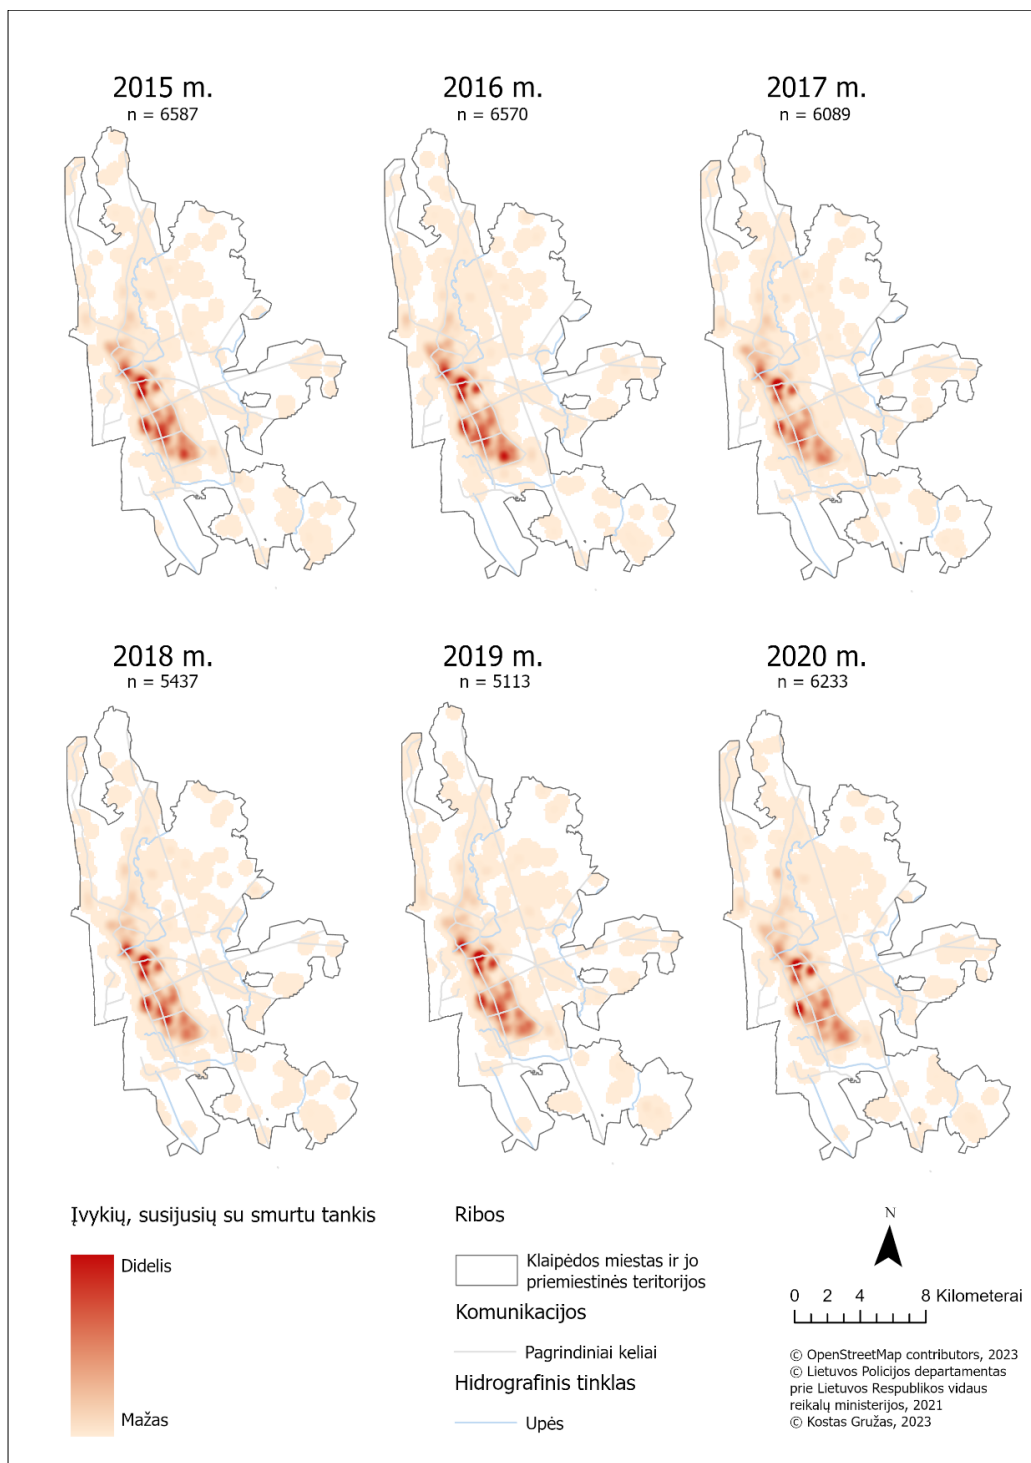 2015 m.
n = 6587
2016 m.
n = 6570
2017 m.
n = 6089
2018 m.
n = 5437
2019 m.
n = 5113
2020 m.
n = 6233
Įvykių, susijusių su smurtu tankis
Didelis
Mažas
Ribos
Klaipėdos miestas ir jo
priemiestinės teritorijos
Komunikacijos
Pagrindiniai keliai
Hidrografinis tinklas
Upės
N
0 2 4 8 Kilometerai
© OpenStreetMap contributors, 2023
© Lietuvos Policijos departamentas
prie Lietuvos Respublikos vidaus
reikalų ministerijos, 2021
© Kostas Gružas, 2023